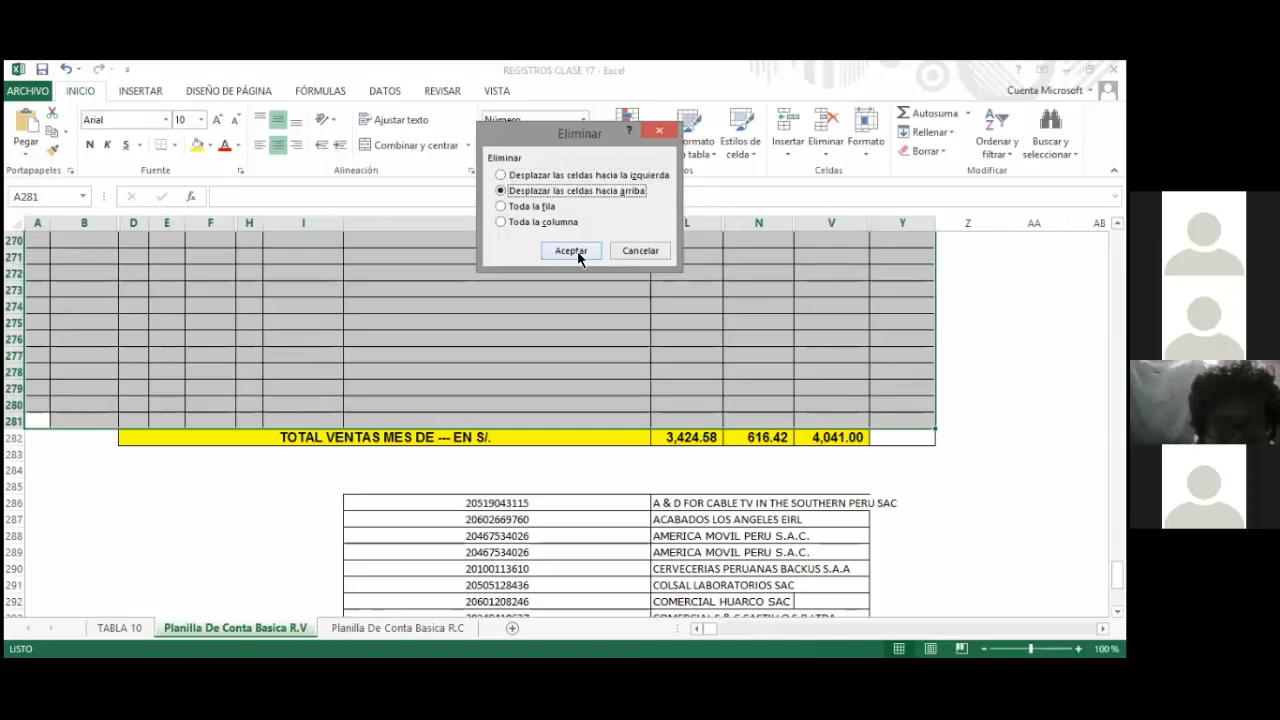 REGISTROS CLASE 17 - Excel
ARCHIVO INICIO INSERTAR DISEÑO DE PÁGINA FÓRMULAS DATOS REVISAR VISTA Cuenta Microsoft
Pegar
Arial 10
N K S
Ajustar texto
Combinar y centrar
Número
Formato
tabla
Estilos de
celda
Insertar Eliminar Formato
Autosuma
Rellenar
Borrar
Ordenar y
filtrar
Buscar y
seleccionar
Portapapeles Fuente Alineación Celdas Modificar
Eliminar
Eliminar
Desplazar las celdas hacia la izquierda
Desplazar las celdas hacia arriba
Toda la fila
Toda la columna
Aceptar Cancelar
A281 fx
A B D E F H I L N V Y Z AA AB
270
271
272
273
274
275
276
277
278
279
280
281
282 TOTAL VENTAS MES DE --- EN S/. 3,424.58 616.42 4,041.00
283
284
285
286 20519043115 A & D FOR CABLE TV IN THE SOUTHERN PERU SAC
287 20602669760 ACABADOS LOS ANGELES EIRL
288 20467534026 AMERICA MOVIL PERU S.A.C.
289 20467534026 AMERICA MOVIL PERU S.A.C.
290 20100113610 CERVECERIAS PERUANAS BACKUS S.A.A
291 20505128436 COLSAL LABORATORIOS SAC
292 20601208246 COMERCIAL HUARCO SAC
TABLA 10 Planilla De Conta Basica R.V Planilla De Conta Basica R.C
LISTO 100 %